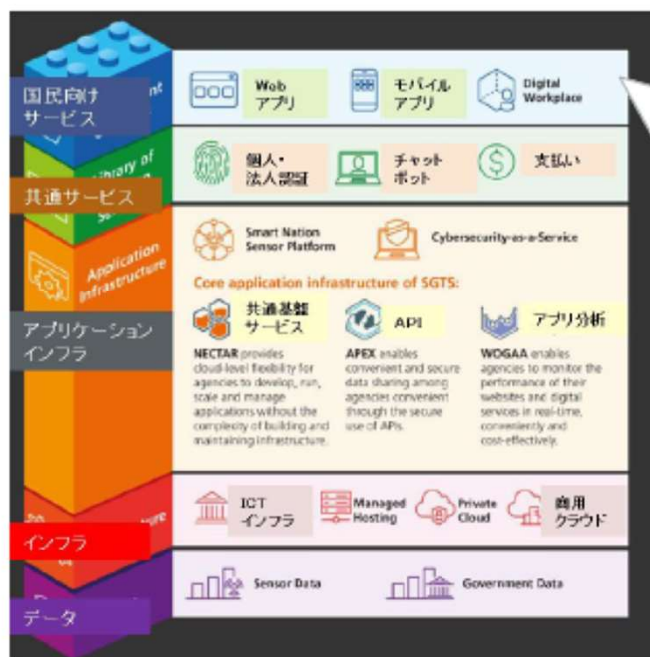 国民向け
サービス
Web
アプリ
モバイル
アプリ
Digital
Workplace
Library of
共通サービス
個人・
法人認証
チャット
ボット
支払い
Application
Infrastructure
アプリケーション
インフラ
Smart Nation
Sensor Platform
Cybersecurity-as-a-Service
Core application infrastructure of SGTS:
共通基盤
サービス
API
アプリ分析
NECTAR provides
cloud-level flexibility for
agencies to develop, run,
scale and manage
applications without the
complexity of building and
maintaining infrastructure.
APEX enables
convenient and secure
data sharing among
agencies convenient
through the secure
use of APIs.
WOGAA enables
agencies to monitor the
performance of their
websites and digital
services in real-time,
conveniently and
cost-effectively.
インフラ
ICT
インフラ
Managed
Hosting
Private
Cloud
商用
クラウド
データ
Sensor Data
Government Data